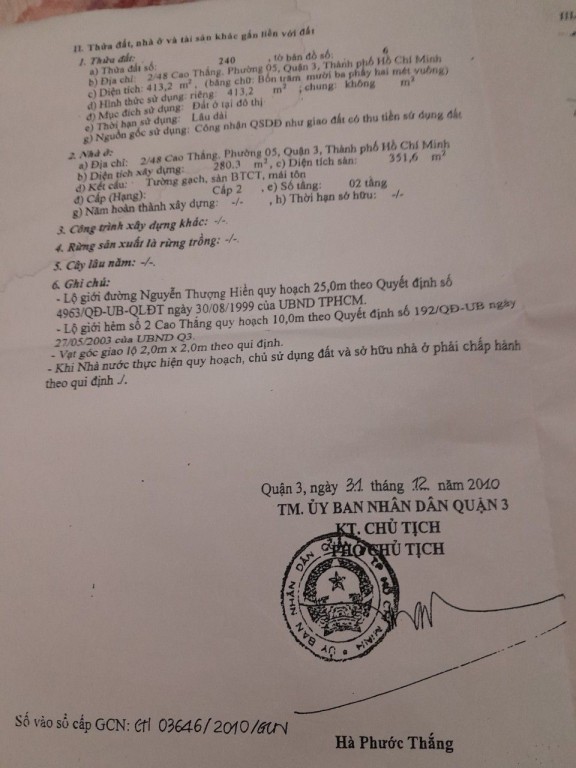 III.
II. Thửa đất, nhà ở và tài sản khác gắn liền với đất
1. Thửa đất:
a) Thửa đất số: 240 , tờ bản đồ số: 6
b) Địa chỉ: 2/48 Cao Thắng, Phường 05, Quận 3, Thành phố Hồ Chí Minh
c) Diện tích: 413,2 m², (bằng chữ: Bốn trăm mười ba phẩy hai mét vuông)
d) Hình thức sử dụng: riêng 413,2 m² ; chung: không m²
đ) Mục đích sử dụng: Đất ở tại đô thị
e) Thời hạn sử dụng: Lâu dài
g) Nguồn gốc sử dụng: Công nhận QSDĐ như giao đất có thu tiền sử dụng đất
2. Nhà ở:
a) Địa chỉ: 2/48 Cao Thắng, Phường 05, Quận 3, Thành phố Hồ Chí Minh
b) Diện tích xây dựng: 280,3 m², c) Diện tích sàn: 351,6 m²
d) Kết cấu: Tường gạch, sàn BTCT, mái tôn
đ) Cấp (Hạng): Cấp 2 , e) Số tầng: 02 tầng
g) Năm hoàn thành xây dựng: -/- , h) Thời hạn sở hữu: -/-
3. Công trình xây dựng khác: -/-.
4. Rừng sản xuất là rừng trồng: -/-.
5. Cây lâu năm: -/-.
6. Ghi chú:
- Lộ giới đường Nguyễn Thượng Hiền quy hoạch 25,0m theo Quyết định số
4963/QĐ-UB-QLĐT ngày 30/08/1999 của UBND TPHCM.
- Lộ giới hẻm số 2 Cao Thắng quy hoạch 10,0m theo Quyết định số 192/QĐ-UB ngày
27/05/2003 của UBND Q3.
- Vạt góc giao lộ 2,0m x 2,0m theo qui định.
- Khi Nhà nước thực hiện quy hoạch, chủ sử dụng đất và sở hữu nhà ở phải chấp hành
theo qui định ./.
Quận 3, ngày 31 tháng 12 năm 2010
TM. ỦY BAN NHÂN DÂN QUẬN 3
KT. CHỦ TỊCH
PHÓ CHỦ TỊCH
ỦY BAN NHÂN DÂN QUẬN 3 TP HỒ CHÍ MINH
Số vào sổ cấp GCN: CH 03646/2010/GCN
Hà Phước Thắng